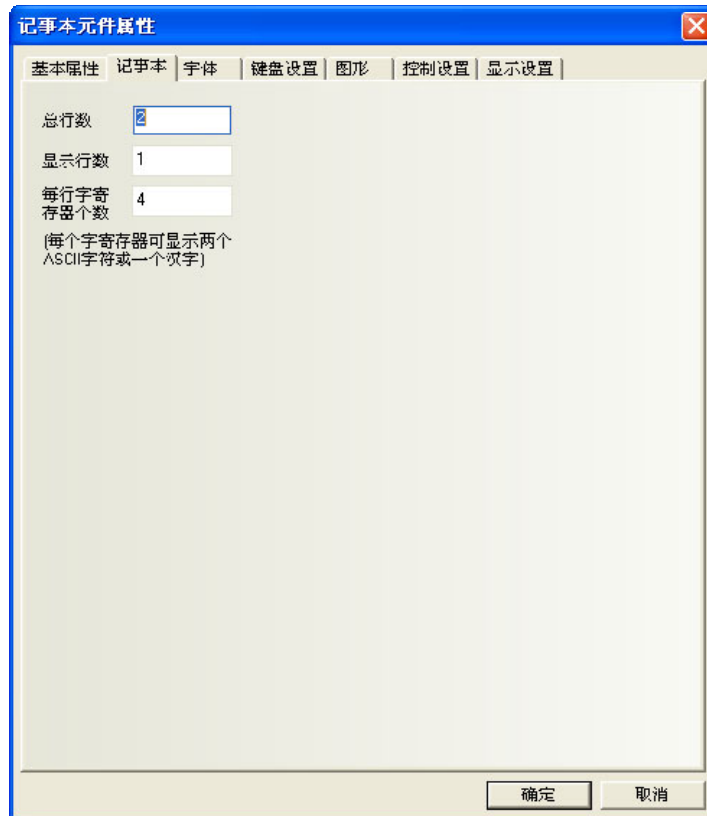 记事本元件属性
基本属性 记事本 字体 键盘设置 图形 控制设置 显示设置
总行数 2
显示行数 1
每行字寄
存器个数 4
(每个字寄存器可显示两个
ASCII字符或一个汉字)
确定 取消